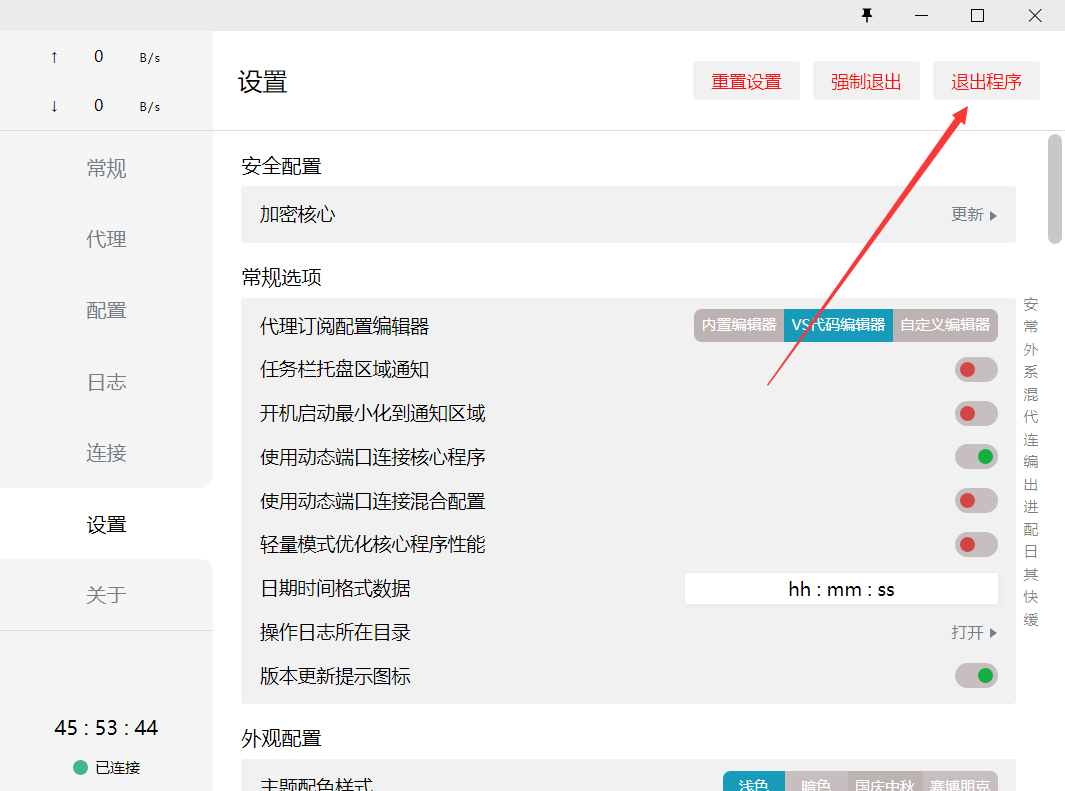 ↑ 0 B/s
↓ 0 B/s
常规
代理
配置
日志
连接
设置
关于
45 : 53 : 44
已连接
设置
重置设置 强制退出 退出程序
安全配置
加密核心 更新
常规选项
代理订阅配置编辑器 内置编辑器 VS代码编辑器 自定义编辑器
任务栏托盘区域通知
开机启动最小化到通知区域
使用动态端口连接核心程序
使用动态端口连接混合配置
轻量模式优化核心程序性能
日期时间格式数据 hh : mm : ss
操作日志所在目录 打开
版本更新提示图标
外观配置
主题配色样式 浅色 暗色 国庆中秋 赛博朋克
安
常
外
系
混
代
连
编
出
进
配
日
其
快
缓